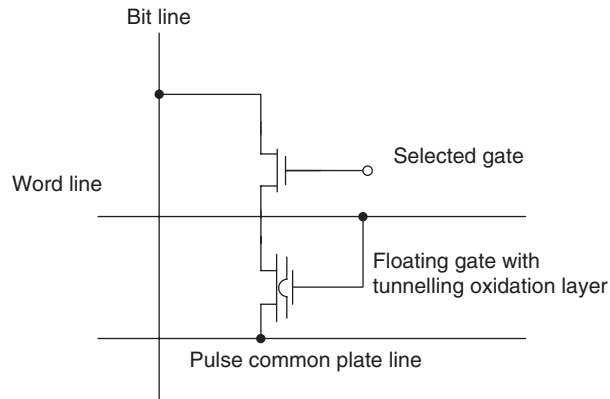 Bit line
Selected gate
Word line
Floating gate with
tunnelling oxidation layer
Pulse common plate line